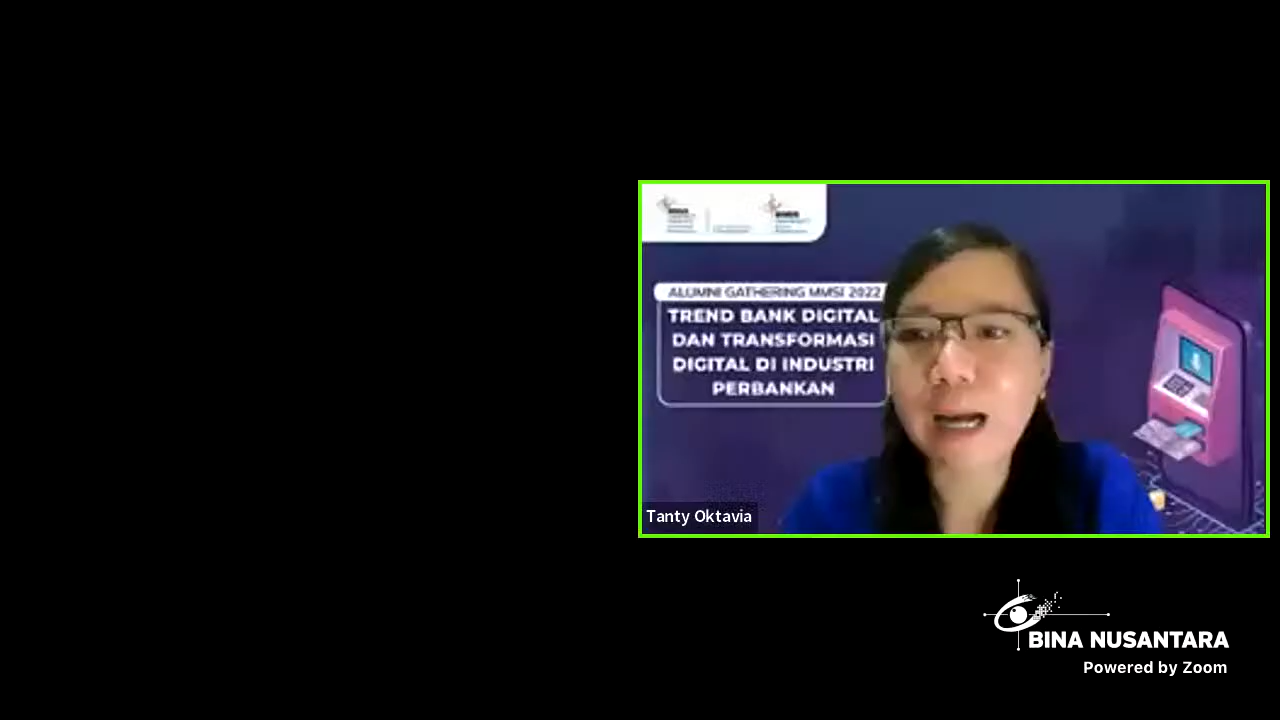 ALUMNI GATHERING MMSI 2022
TREND BANK DIGITAL
DAN TRANSFORMASI
DIGITAL DI INDUSTRI
PERBANKAN
Tanty Oktavia
BINA NUSANTARA
Powered by Zoom